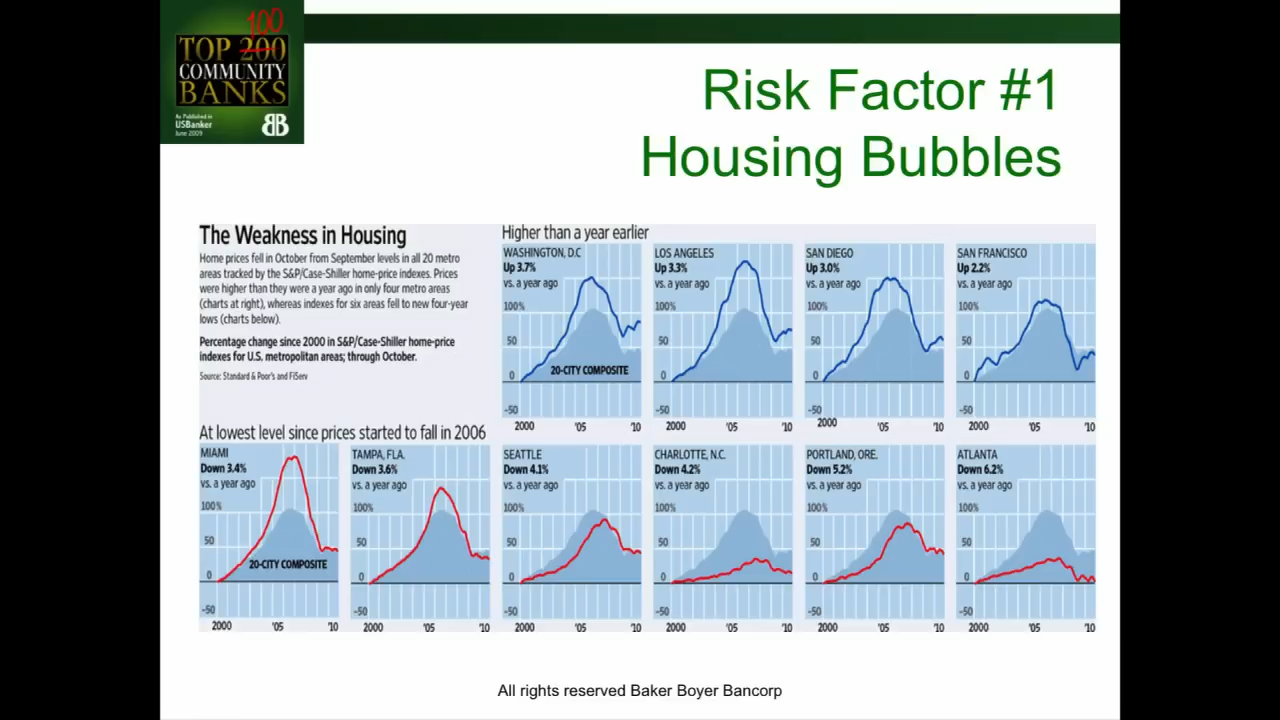 100
TOP 200
COMMUNITY
BANKS
As Published in
USBanker
June 2009
BB
Risk Factor #1
Housing Bubbles
The Weakness in Housing
Home prices fell in October from September levels in all 20 metro
areas tracked by the S&P/Case-Shiller home-price indexes. Prices
were higher than they were a year ago in only four metro areas
(charts at right), whereas indexes for six areas fell to new four-year
lows (charts below).
Percentage change since 2000 in S&P/Case-Shiller home-price
indexes for U.S. metropolitan areas; through October.
Source: Standard & Poor's and FiServ
Higher than a year earlier
WASHINGTON, D.C
Up 3.7%
vs. a year ago
100%
50
0
-50
20-CITY COMPOSITE
2000 '05 '10
LOS ANGELES
Up 3.3%
vs. a year ago
100%
50
0
-50
2000 '05 '10
SAN DIEGO
Up 3.0%
vs. a year ago
100%
50
0
-50
2000 '05 '10
SAN FRANCISCO
Up 2.2%
vs. a year ago
100%
50
0
-50
2000 '05 '10
At lowest level since prices started to fall in 2006
MIAMI
Down 3.4%
vs. a year ago
100%
50
0
-50
20-CITY COMPOSITE
2000 '05 '10
TAMPA, FLA.
Down 3.6%
vs. a year ago
100%
50
0
-50
2000 '05 '10
SEATTLE
Down 4.1%
vs. a year ago
100%
50
0
-50
2000 '05 '10
CHARLOTTE, N.C.
Down 4.2%
vs. a year ago
100%
50
0
-50
2000 '05 '10
PORTLAND, ORE.
Down 5.2%
vs. a year ago
100%
50
0
-50
2000 '05 '10
ATLANTA
Down 6.2%
vs. a year ago
100%
50
0
-50
2000 '05 '10
All rights reserved Baker Boyer Bancorp